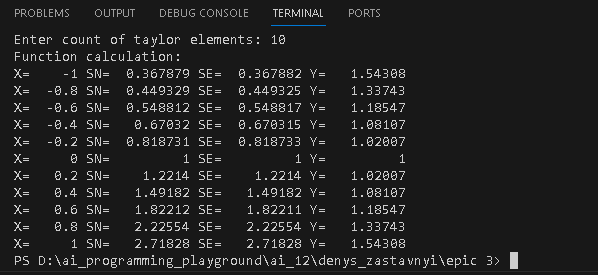 PROBLEMS OUTPUT DEBUG CONSOLE TERMINAL PORTS
Enter count of taylor elements: 10
Function calculation:
X= -1 SN= 0.367879 SE= 0.367882 Y= 1.54308
X= -0.8 SN= 0.449329 SE= 0.449325 Y= 1.33743
X= -0.6 SN= 0.548812 SE= 0.548817 Y= 1.18547
X= -0.4 SN= 0.67032 SE= 0.670315 Y= 1.08107
X= -0.2 SN= 0.818731 SE= 0.818733 Y= 1.02007
X= 0 SN= 1 SE= 1 Y= 1
X= 0.2 SN= 1.2214 SE= 1.2214 Y= 1.02007
X= 0.4 SN= 1.49182 SE= 1.49182 Y= 1.08107
X= 0.6 SN= 1.82212 SE= 1.82211 Y= 1.18547
X= 0.8 SN= 2.22554 SE= 2.22554 Y= 1.33743
X= 1 SN= 2.71828 SE= 2.71828 Y= 1.54308
PS D:\ai_programming_playground\ai_12\denys_zastavnyi\epic 3>